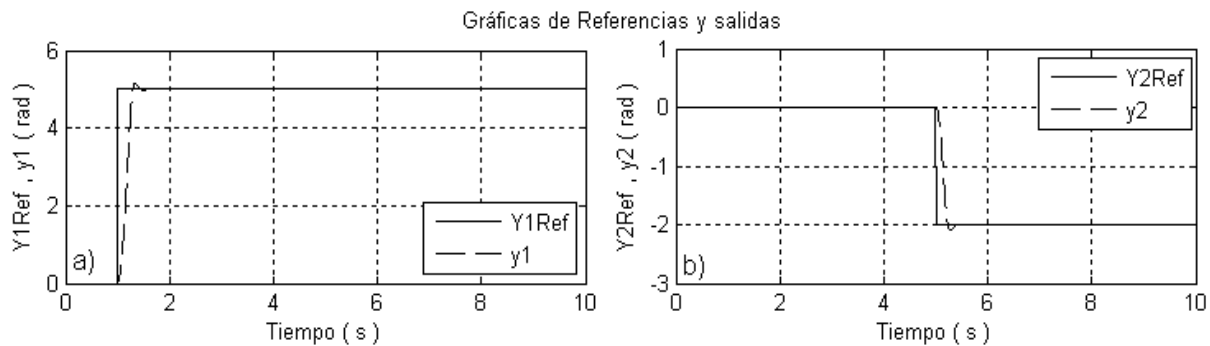 Gráficas de Referencias y salidas
Y1Ref , y1 ( rad )
6
4
2
0
a)
Y1Ref
y1
0 2 4 6 8 10
Tiempo ( s )
Y2Ref , y2 ( rad )
1
0
-1
-2
-3
b)
Y2Ref
y2
0 2 4 6 8 10
Tiempo ( s )